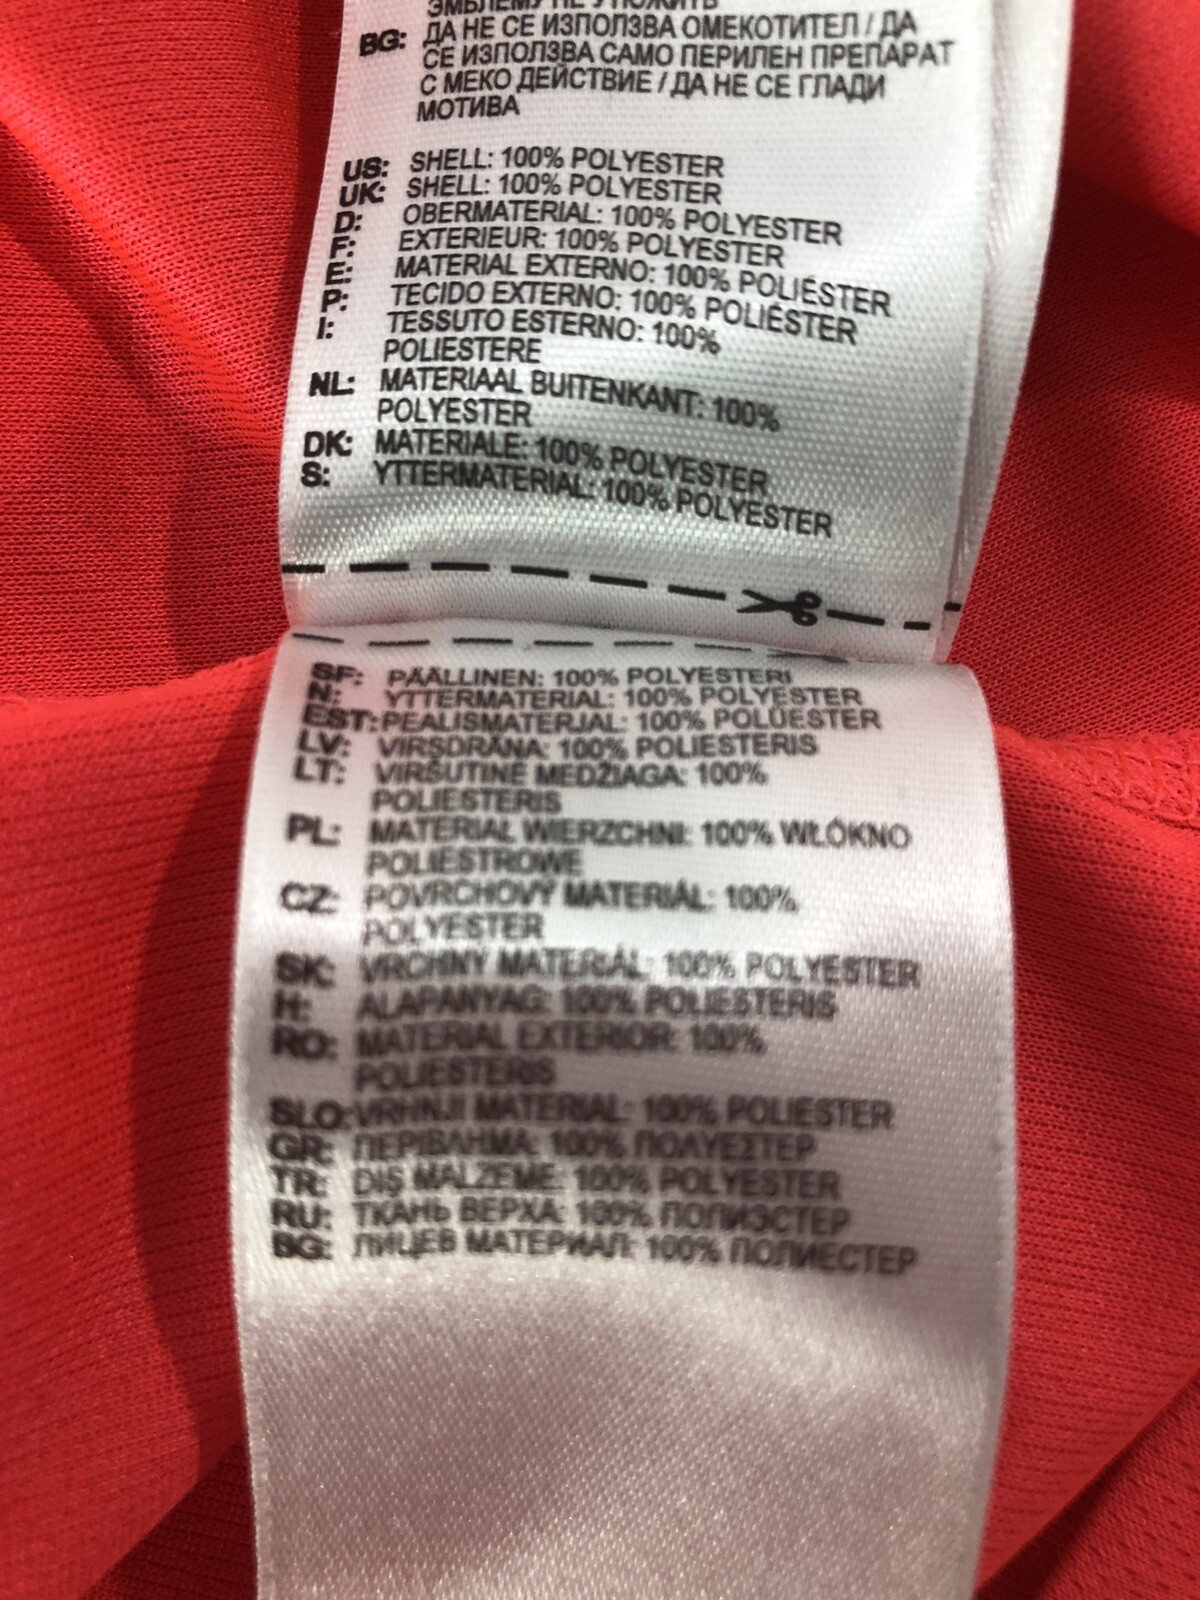 ЭМБЛЕМУ НЕ УТЮЖИТЬ
BG: ДА НЕ СЕ ИЗПОЛЗВА ОМЕКОТИТЕЛ / ДА
СЕ ИЗПОЛЗВА САМО ПЕРИЛЕН ПРЕПАРАТ
С МЕКО ДЕЙСТВИЕ / ДА НЕ СЕ ГЛАДИ
МОТИВА
US: SHELL: 100% POLYESTER
UK: SHELL: 100% POLYESTER
D: OBERMATERIAL: 100% POLYESTER
F: EXTERIEUR: 100% POLYESTER
E: MATERIAL EXTERNO: 100% POLIÉSTER
P: TECIDO EXTERNO: 100% POLIÉSTER
I: TESSUTO ESTERNO: 100%
POLIESTERE
NL: MATERIAAL BUITENKANT: 100%
POLYESTER
DK: MATERIALE: 100% POLYESTER
S: YTTERMATERIAL: 100% POLYESTER
SF: PÄÄLLINEN: 100% POLYESTERI
N: YTTERMATERIAL: 100% POLYESTER
EST: PEALISMATERJAL: 100% POLÜESTER
LV: VIRSDRĀNA: 100% POLIESTERIS
LT: VIRŠUTINĖ MEDŽIAGA: 100%
POLIESTERIS
PL: MATERIAŁ WIERZCHNI: 100% WŁÓKNO
POLIESTROWE
CZ: POVRCHOVÝ MATERIÁL: 100%
POLYESTER
SK: VRCHNÝ MATERIÁL: 100% POLYESTER
H: ALAPANYAG: 100% POLIESTERIS
RO: MATERIAL EXTERIOR: 100%
POLIESTERIS
SLO: VRHNJI MATERIAL: 100% POLIESTER
GR: ΠΕΡΙΒΛΗΜΑ: 100% ΠΟΛΥΕΣΤΕΡ
TR: DIŞ MALZEME: 100% POLYESTER
RU: ТКАНЬ ВЕРХА: 100% ПОЛИЭСТЕР
BG: ЛИЦЕВ МАТЕРИАЛ: 100% ПОЛИЕСТЕР